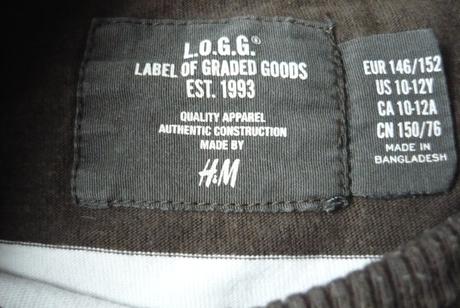 L.O.G.G.®
LABEL OF GRADED GOODS
EST. 1993
QUALITY APPAREL
AUTHENTIC CONSTRUCTION
MADE BY
H&M
EUR 146/152
US 10-12Y
CA 10-12A
CN 150/76
MADE IN
BANGLADESH